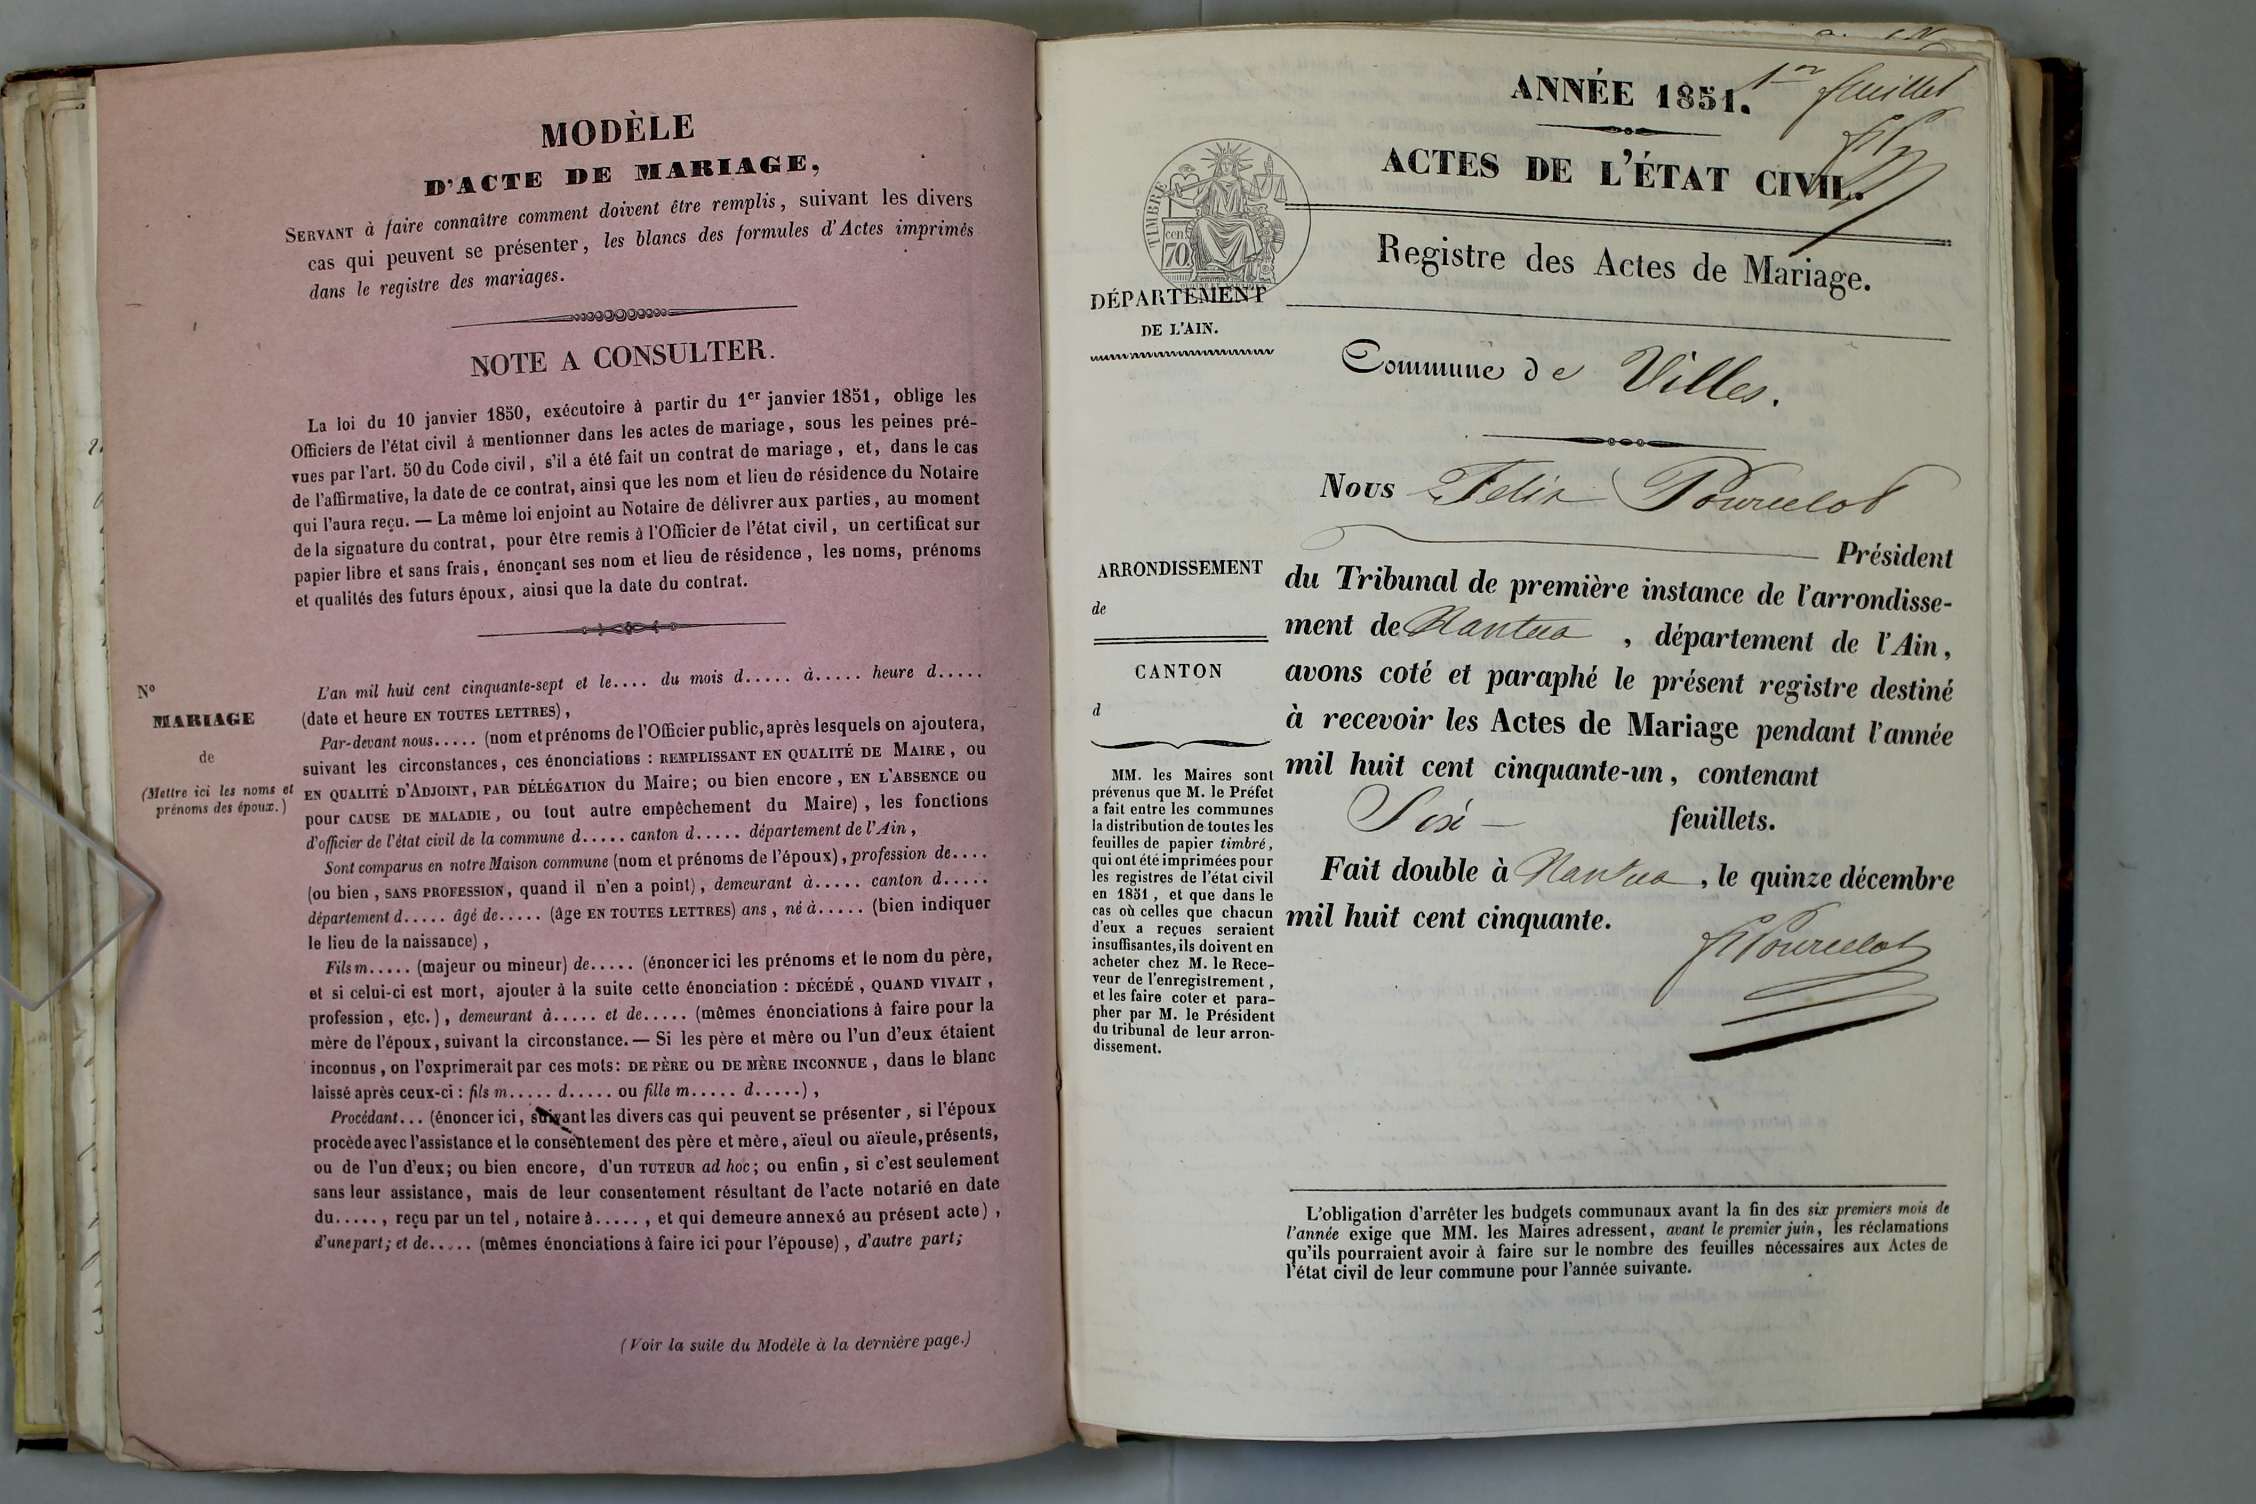 MODÈLE
D'ACTE DE MARIAGE,
SERVANT à faire connaître comment doivent être remplis, suivant les divers
cas qui peuvent se présenter, les blancs des formules d'Actes imprimés
dans le registre des mariages.
NOTE A CONSULTER.
La loi du 10 janvier 1850, exécutoire à partir du 1er janvier 1851, oblige les
Officiers de l'état civil à mentionner dans les actes de mariage, sous les peines pré-
vues par l'art. 50 du Code civil, s'il a été fait un contrat de mariage, et, dans le cas
de l'affirmative, la date de ce contrat, ainsi que les nom et lieu de résidence du Notaire
qui l'aura reçu. — La même loi enjoint au Notaire de délivrer aux parties, au moment
de la signature du contrat, pour être remis à l'Officier de l'état civil, un certificat sur
papier libre et sans frais, énonçant ses nom et lieu de résidence, les noms, prénoms
et qualités des futurs époux, ainsi que la date du contrat.
No
MARIAGE
de
(Mettre ici les noms et
prénoms des époux.)
L'an mil huit cent cinquante-sept et le.... du mois d..... à..... heure d.....
(date et heure EN TOUTES LETTRES),
Par-devant nous..... (nom et prénoms de l'Officier public, après lesquels on ajoutera,
suivant les circonstances, ces énonciations : REMPLISSANT EN QUALITÉ DE MAIRE, ou
EN QUALITÉ D'ADJOINT, PAR DÉLÉGATION du Maire; ou bien encore, EN L'ABSENCE ou
pour CAUSE DE MALADIE, ou tout autre empêchement du Maire), les fonctions
d'officier de l'état civil de la commune d..... canton d..... département de l'Ain,
Sont comparus en notre Maison commune (nom et prénoms de l'époux), profession de....
(ou bien, SANS PROFESSION, quand il n'en a point), demeurant à..... canton d.....
département d..... âgé de..... (âge EN TOUTES LETTRES) ans, né à..... (bien indiquer
le lieu de la naissance),
Fils m..... (majeur ou mineur) de..... (énoncer ici les prénoms et le nom du père,
et si celui-ci est mort, ajouter à la suite cette énonciation : DÉCÉDÉ, QUAND VIVAIT,
profession, etc.), demeurant à..... et de..... (mêmes énonciations à faire pour la
mère de l'époux, suivant la circonstance. — Si les père et mère ou l'un d'eux étaient
inconnus, on l'exprimerait par ces mots: DE PÈRE ou DE MÈRE INCONNUE, dans le blanc
laissé après ceux-ci : fils m..... d..... ou fille m..... d.....),
Procédant... (énoncer ici, suivant les divers cas qui peuvent se présenter, si l'époux
procède avec l'assistance et le consentement des père et mère, aïeul ou aïeule, présents,
ou de l'un d'eux; ou bien encore, d'un TUTEUR ad hoc; ou enfin, si c'est seulement
sans leur assistance, mais de leur consentement résultant de l'acte notarié en date
du....., reçu par un tel, notaire à....., et qui demeure annexé au présent acte),
d'une part; et de..... (mêmes énonciations à faire ici pour l'épouse), d'autre part;
(Voir la suite du Modèle à la dernière page.)
1er feuillet
ANNÉE 1851.
ACTES DE L'ÉTAT CIVIL.
TIMBRE
70 cen.
Registre des Actes de Mariage.
DÉPARTEMENT
DE L'AIN.
Commune de Villes.
Nous Felix Pourcelot
Président
ARRONDISSEMENT
de
CANTON
d
du Tribunal de première instance de l'arrondisse-
ment de Nantua, département de l'Ain,
avons coté et paraphé le présent registre destiné
à recevoir les Actes de Mariage pendant l'année
mil huit cent cinquante-un, contenant
Six feuillets.
Fait double à Nantua, le quinze décembre
mil huit cent cinquante.
Pourcelot
MM. les Maires sont
prévenus que M. le Préfet
a fait entre les communes
la distribution de toutes les
feuilles de papier timbré,
qui ont été imprimées pour
les registres de l'état civil
en 1851, et que dans le
cas où celles que chacun
d'eux a reçues seraient
insuffisantes, ils doivent en
acheter chez M. le Rece-
veur de l'enregistrement,
et les faire coter et para-
pher par M. le Président
du tribunal de leur arron-
dissement.
L'obligation d'arrêter les budgets communaux avant la fin des six premiers mois de
l'année exige que MM. les Maires adressent, avant le premier juin, les réclamations
qu'ils pourraient avoir à faire sur le nombre des feuilles nécessaires aux Actes de
l'état civil de leur commune pour l'année suivante.